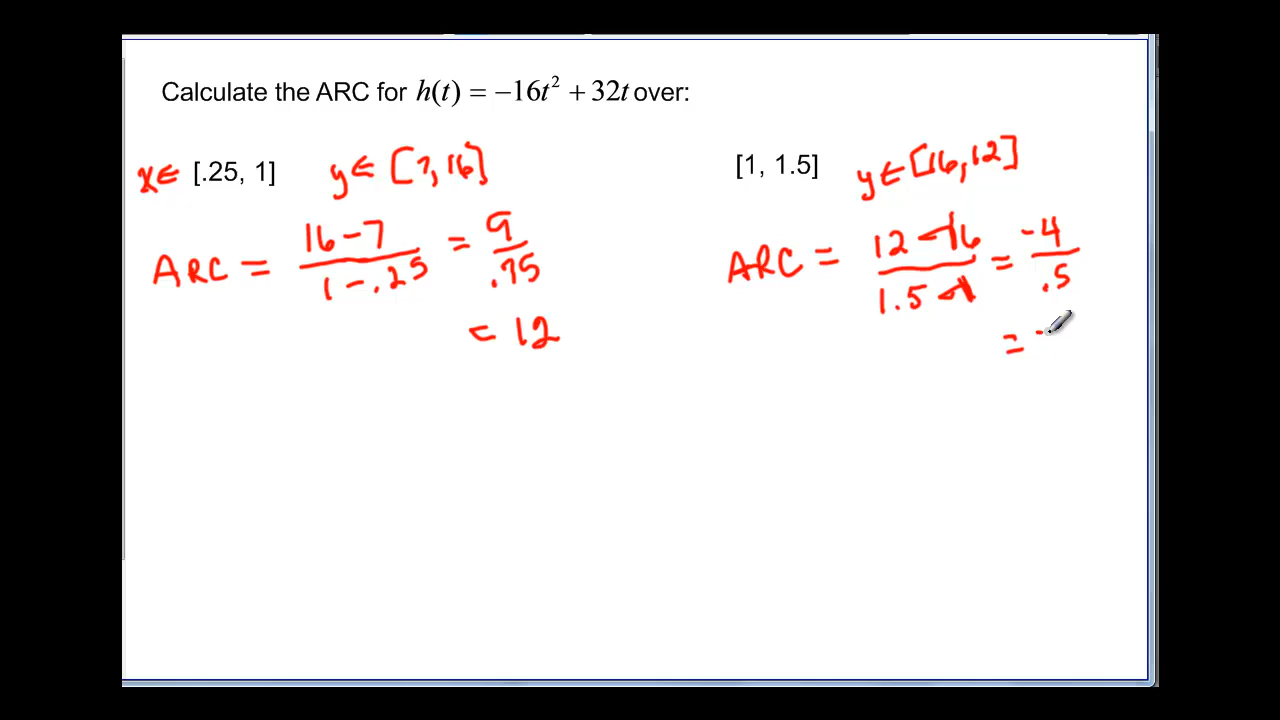 Calculate the ARC for h(t) = −16t² + 32t over:
x ∈ [.25, 1] y ∈ [7, 16]
ARC = (16 − 7)/(1 − .25) = 9/.75
= 12
[1, 1.5] y ∈ [16, 12]
ARC = (12 − 16)/(1.5 − 1) = -4/.5
= -